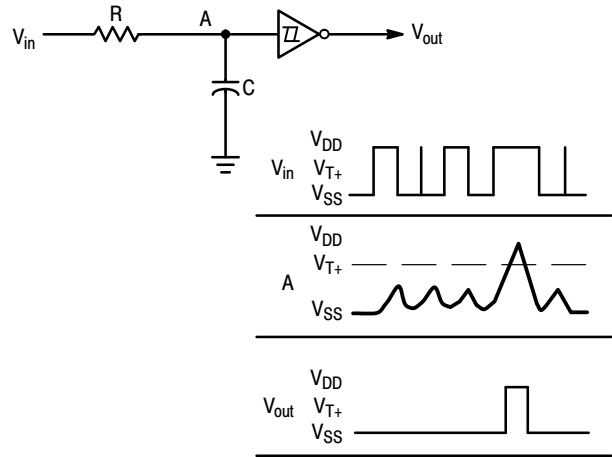 R
A
V_in
V_out
C
V_DD
V_in V_T+
V_SS
V_DD
V_T+
A
V_SS
V_DD
V_out V_T+
V_SS